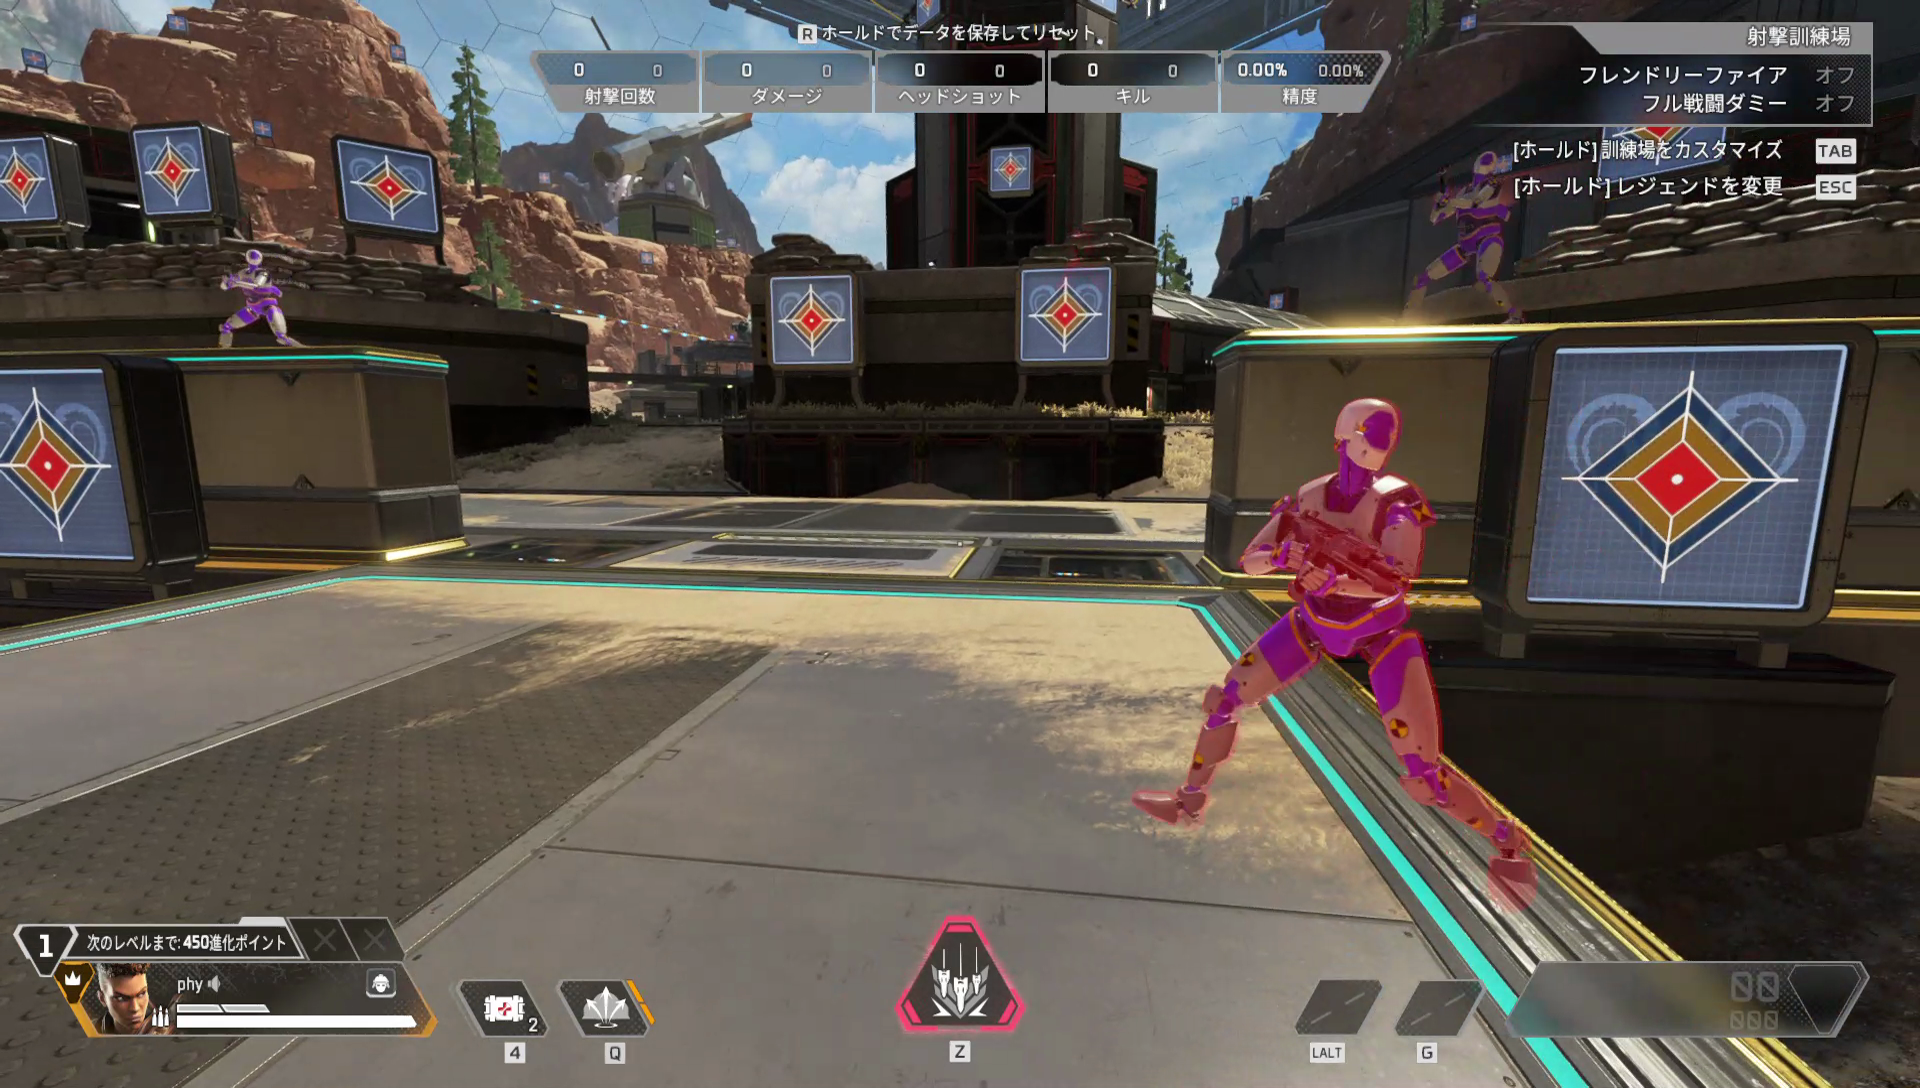 R ホールドでデータを保存してリセット。
0 0 0 0 0 0 0 0 0.00% 0.00%
射撃回数 ダメージ ヘッドショット キル 精度
射撃訓練場
フレンドリーファイア オフ
フル戦闘ダミー オフ
[ホールド]訓練場をカスタマイズ TAB
[ホールド]レジェンドを変更 ESC
1 次のレベルまで:450進化ポイント
phy
2
00
000
4 Q Z LALT G